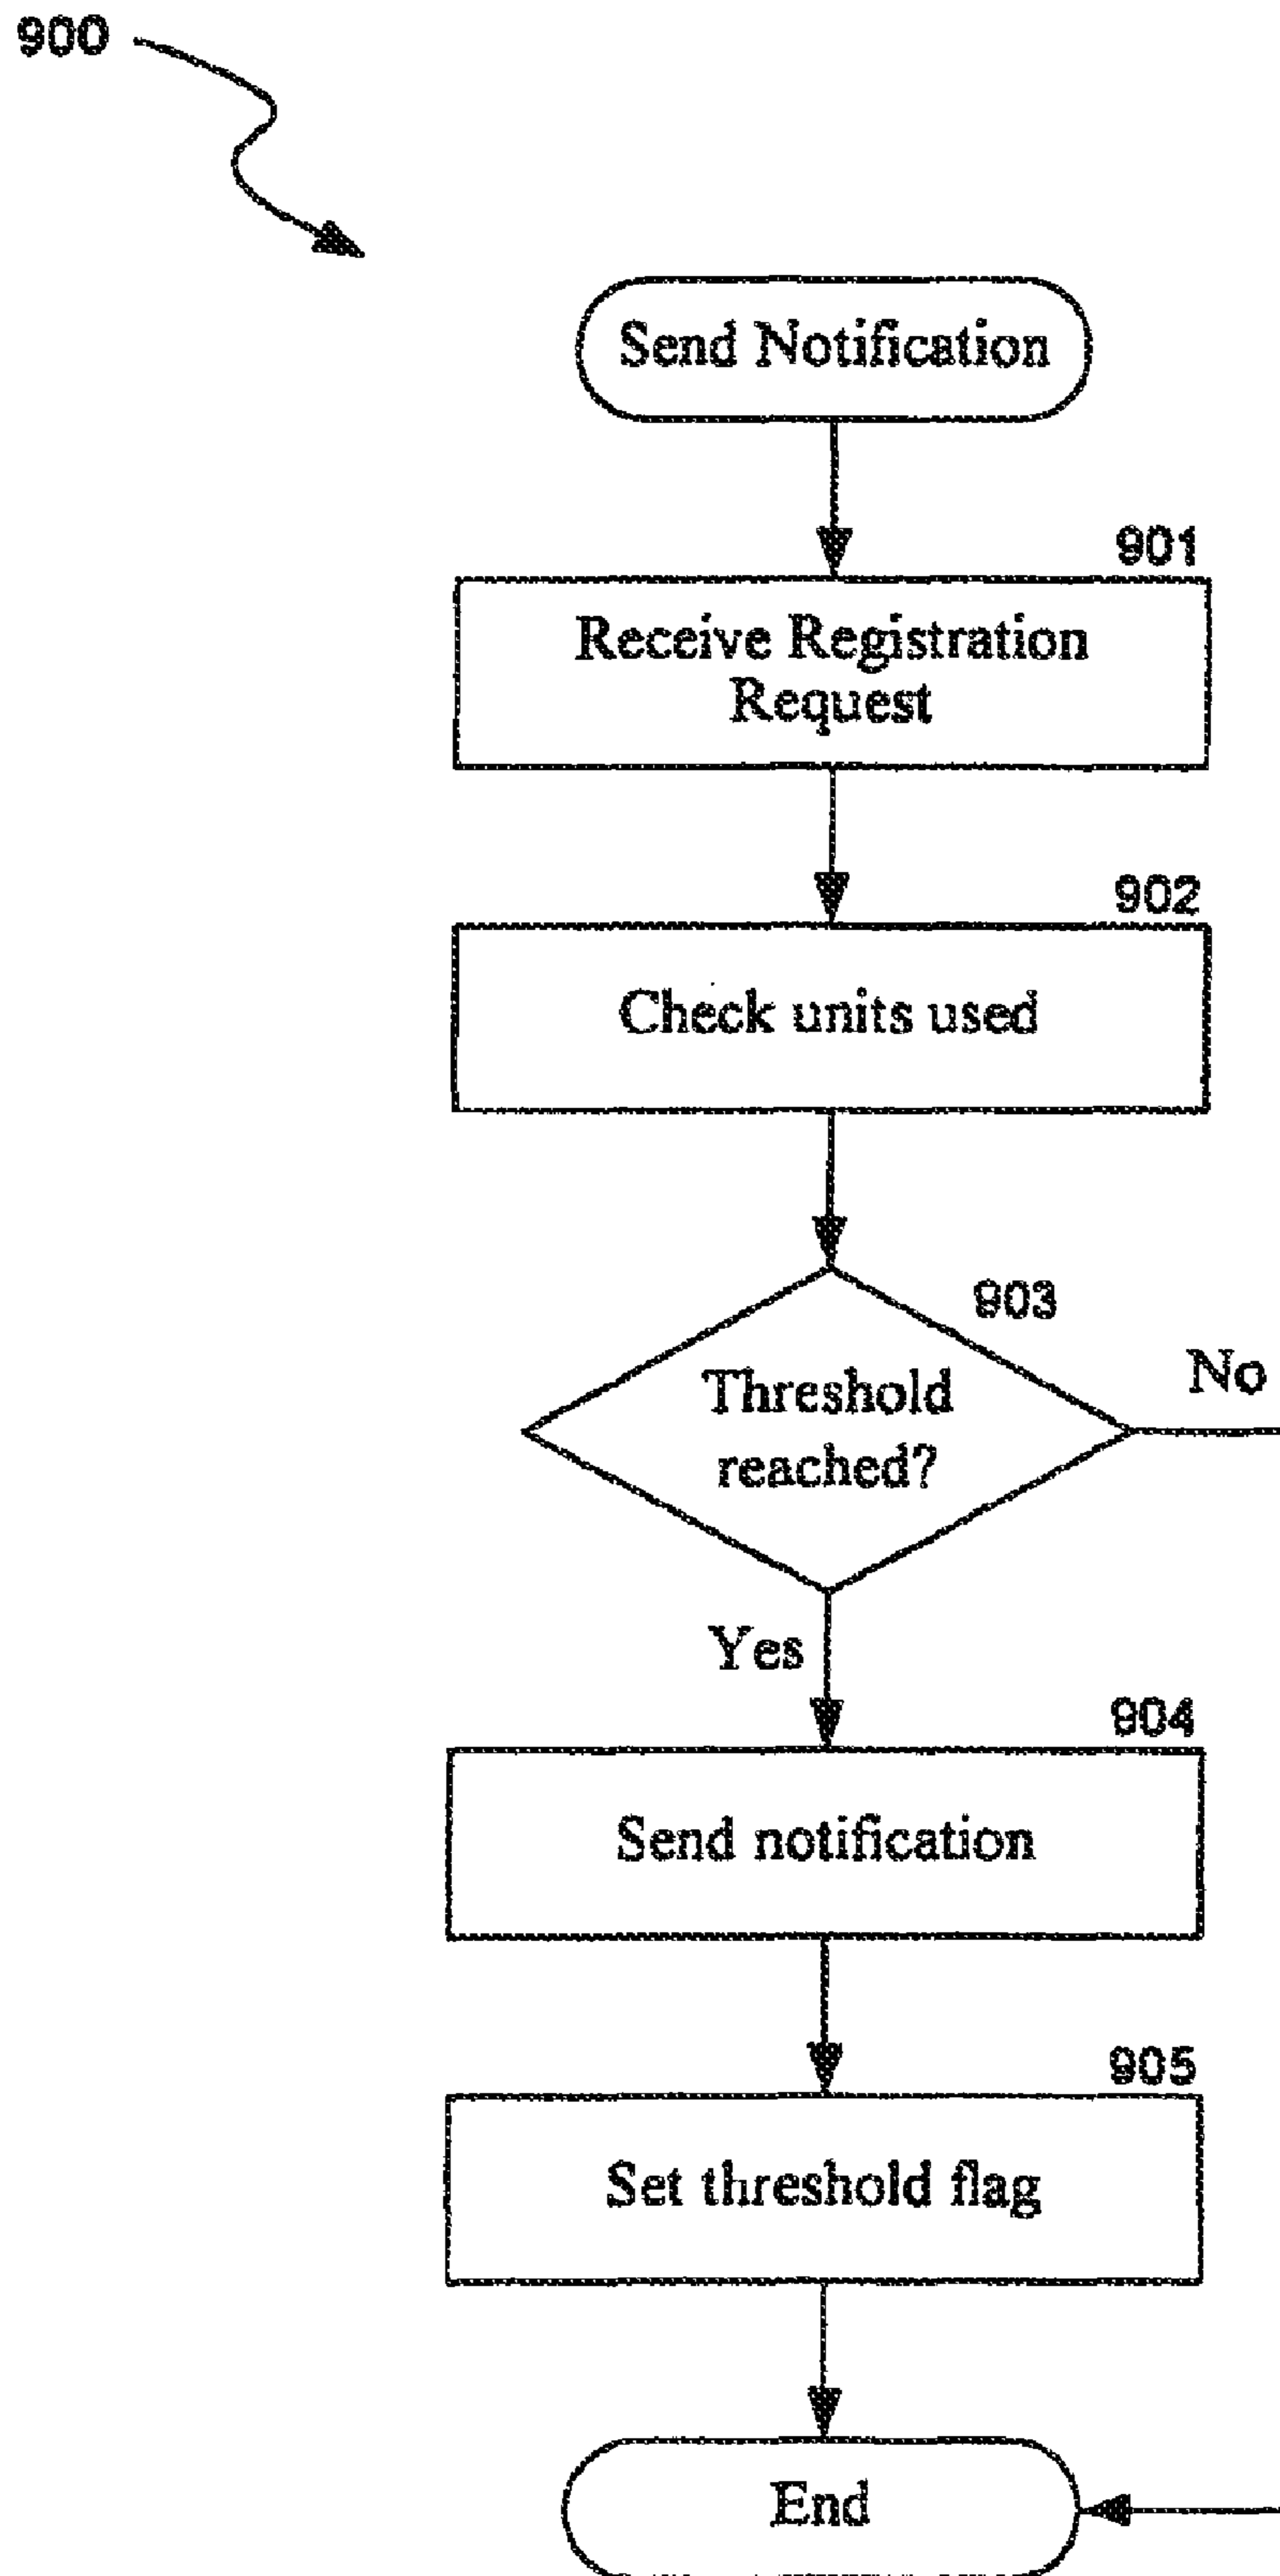 900
Send Notification
901
Receive Registration
Request
902
Check units used
903
Threshold
reached?
No
Yes
904
Send notification
905
Set threshold flag
End